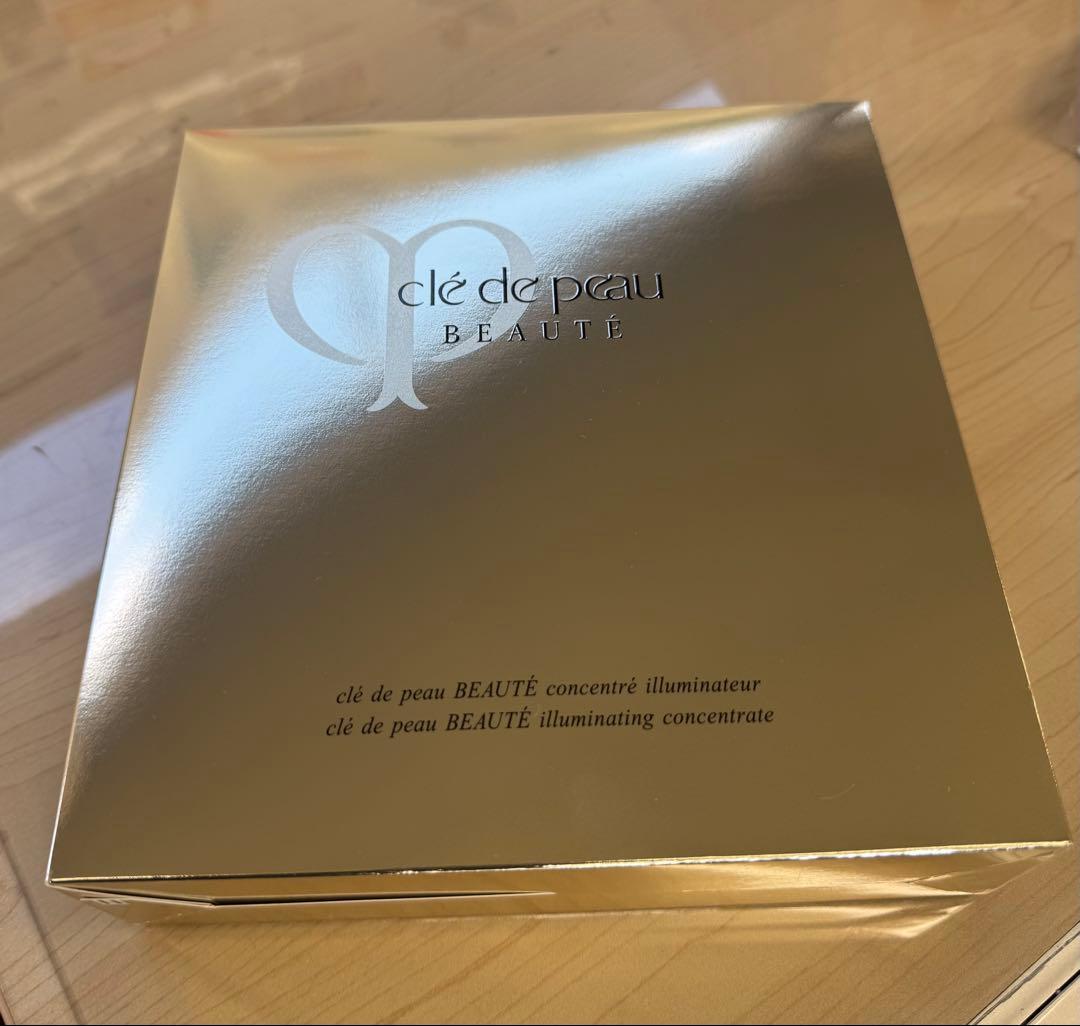 clé de peau
BEAUTÉ
clé de peau BEAUTÉ concentré illuminateur
clé de peau BEAUTÉ illuminating concentrate